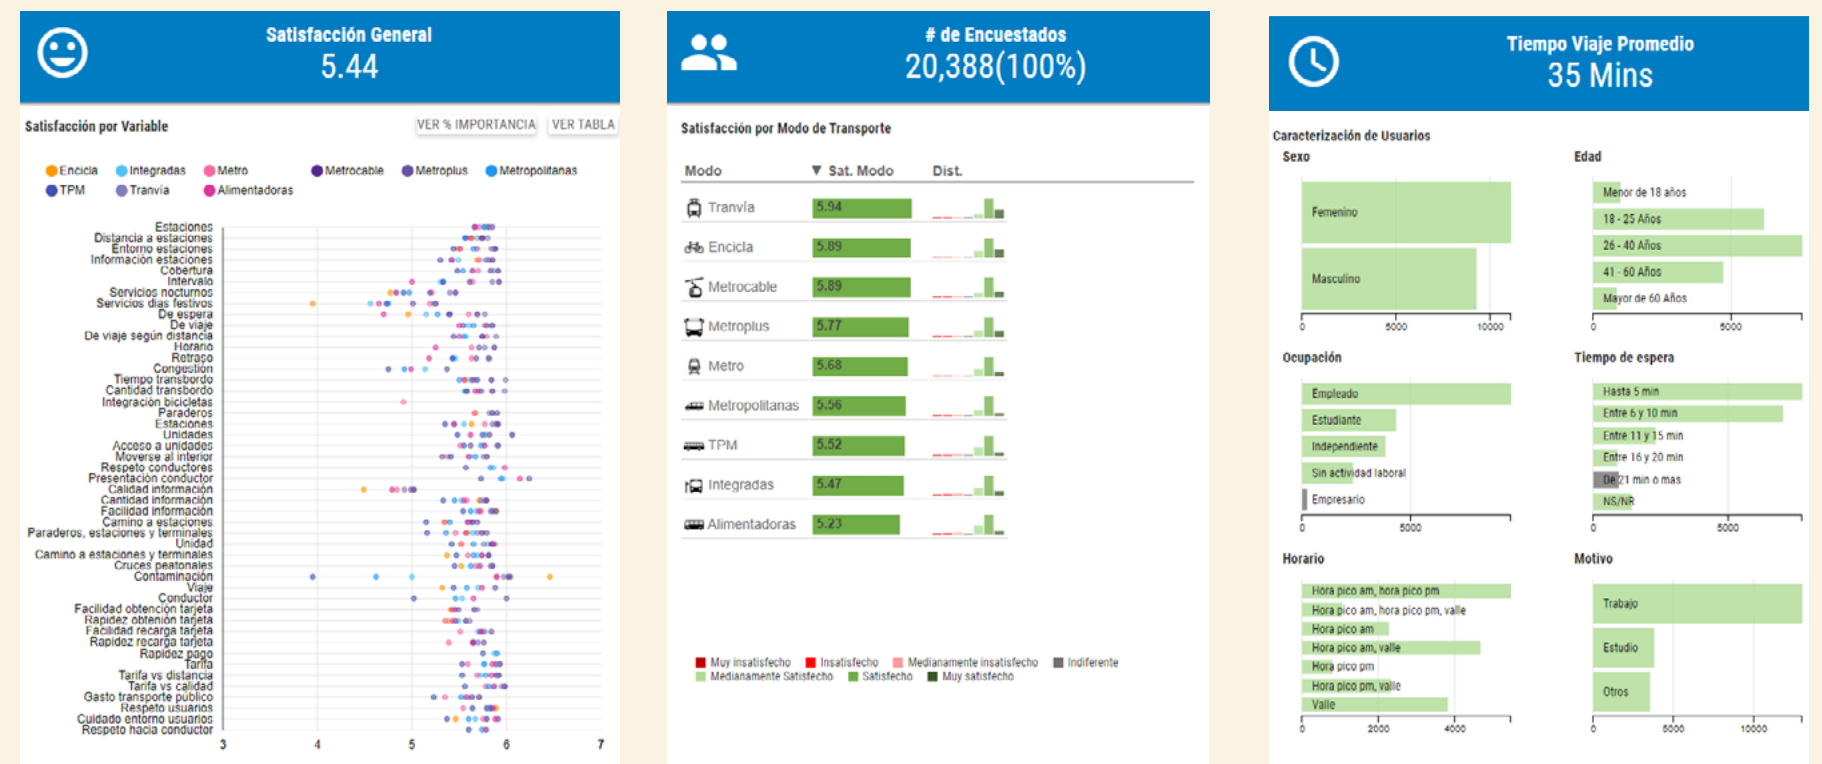 Satisfacción General
5.44
Satisfacción por Variable
VER % IMPORTANCIA
VER TABLA
Encicla
Integradas
Metro
Metrocable
Metroplus
Metropolitanas
TPM
Tranvía
Alimentadoras
Estaciones
Distancia a estaciones
Entorno estaciones
Información estaciones
Cobertura
Intervalo
Servicios nocturnos
Servicios días festivos
De espera
De viaje
De viaje según distancia
Horario
Retraso
Congestión
Tiempo transbordo
Cantidad transbordo
Integración bicicletas
Paraderos
Estaciones
Unidades
Acceso a unidades
Moverse al interior
Respeto conductores
Presentación conductor
Calidad información
Cantidad información
Facilidad información
Camino a estaciones
Paraderos, estaciones y terminales
Unidad
Camino a estaciones y terminales
Cruces peatonales
Contaminación
Viaje
Conductor
Facilidad obtención tarjeta
Rapidez obtenión tarjeta
Facilidad recarga tarjeta
Rapidez recarga tarjeta
Rapidez pago
Tarifa
Tarifa vs distancia
Tarifa vs calidad
Gasto transporte público
Respeto usuarios
Cuidado entorno usuarios
Respeto hacia conductor
3 4 5 6 7
# de Encuestados
20,388(100%)
Satisfacción por Modo de Transporte
Modo ▼ Sat. Modo Dist.
Tranvía 5.94
Encicla 5.89
Metrocable 5.89
Metroplus 5.77
Metro 5.68
Metropolitanas 5.56
TPM 5.52
Integradas 5.47
Alimentadoras 5.23
Muy insatisfecho Insatisfecho Medianamente insatisfecho Indiferente
Medianamente Satisfecho Satisfecho Muy satisfecho
Tiempo Viaje Promedio
35 Mins
Caracterización de Usuarios
Sexo
Femenino
Masculino
0 5000 10000
Edad
Menor de 18 años
18 - 25 Años
26 - 40 Años
41 - 60 Años
Mayor de 60 Años
0 5000
Ocupación
Empleado
Estudiante
Independiente
Sin actividad laboral
Empresario
0 5000
Tiempo de espera
Hasta 5 min
Entre 6 y 10 min
Entre 11 y 15 min
Entre 16 y 20 min
De 21 min o mas
NS/NR
0 5000
Horario
Hora pico am, hora pico pm
Hora pico am, hora pico pm, valle
Hora pico am
Hora pico am, valle
Hora pico pm
Hora pico pm, valle
Valle
0 2000 4000
Motivo
Trabajo
Estudio
Otros
0 5000 10000